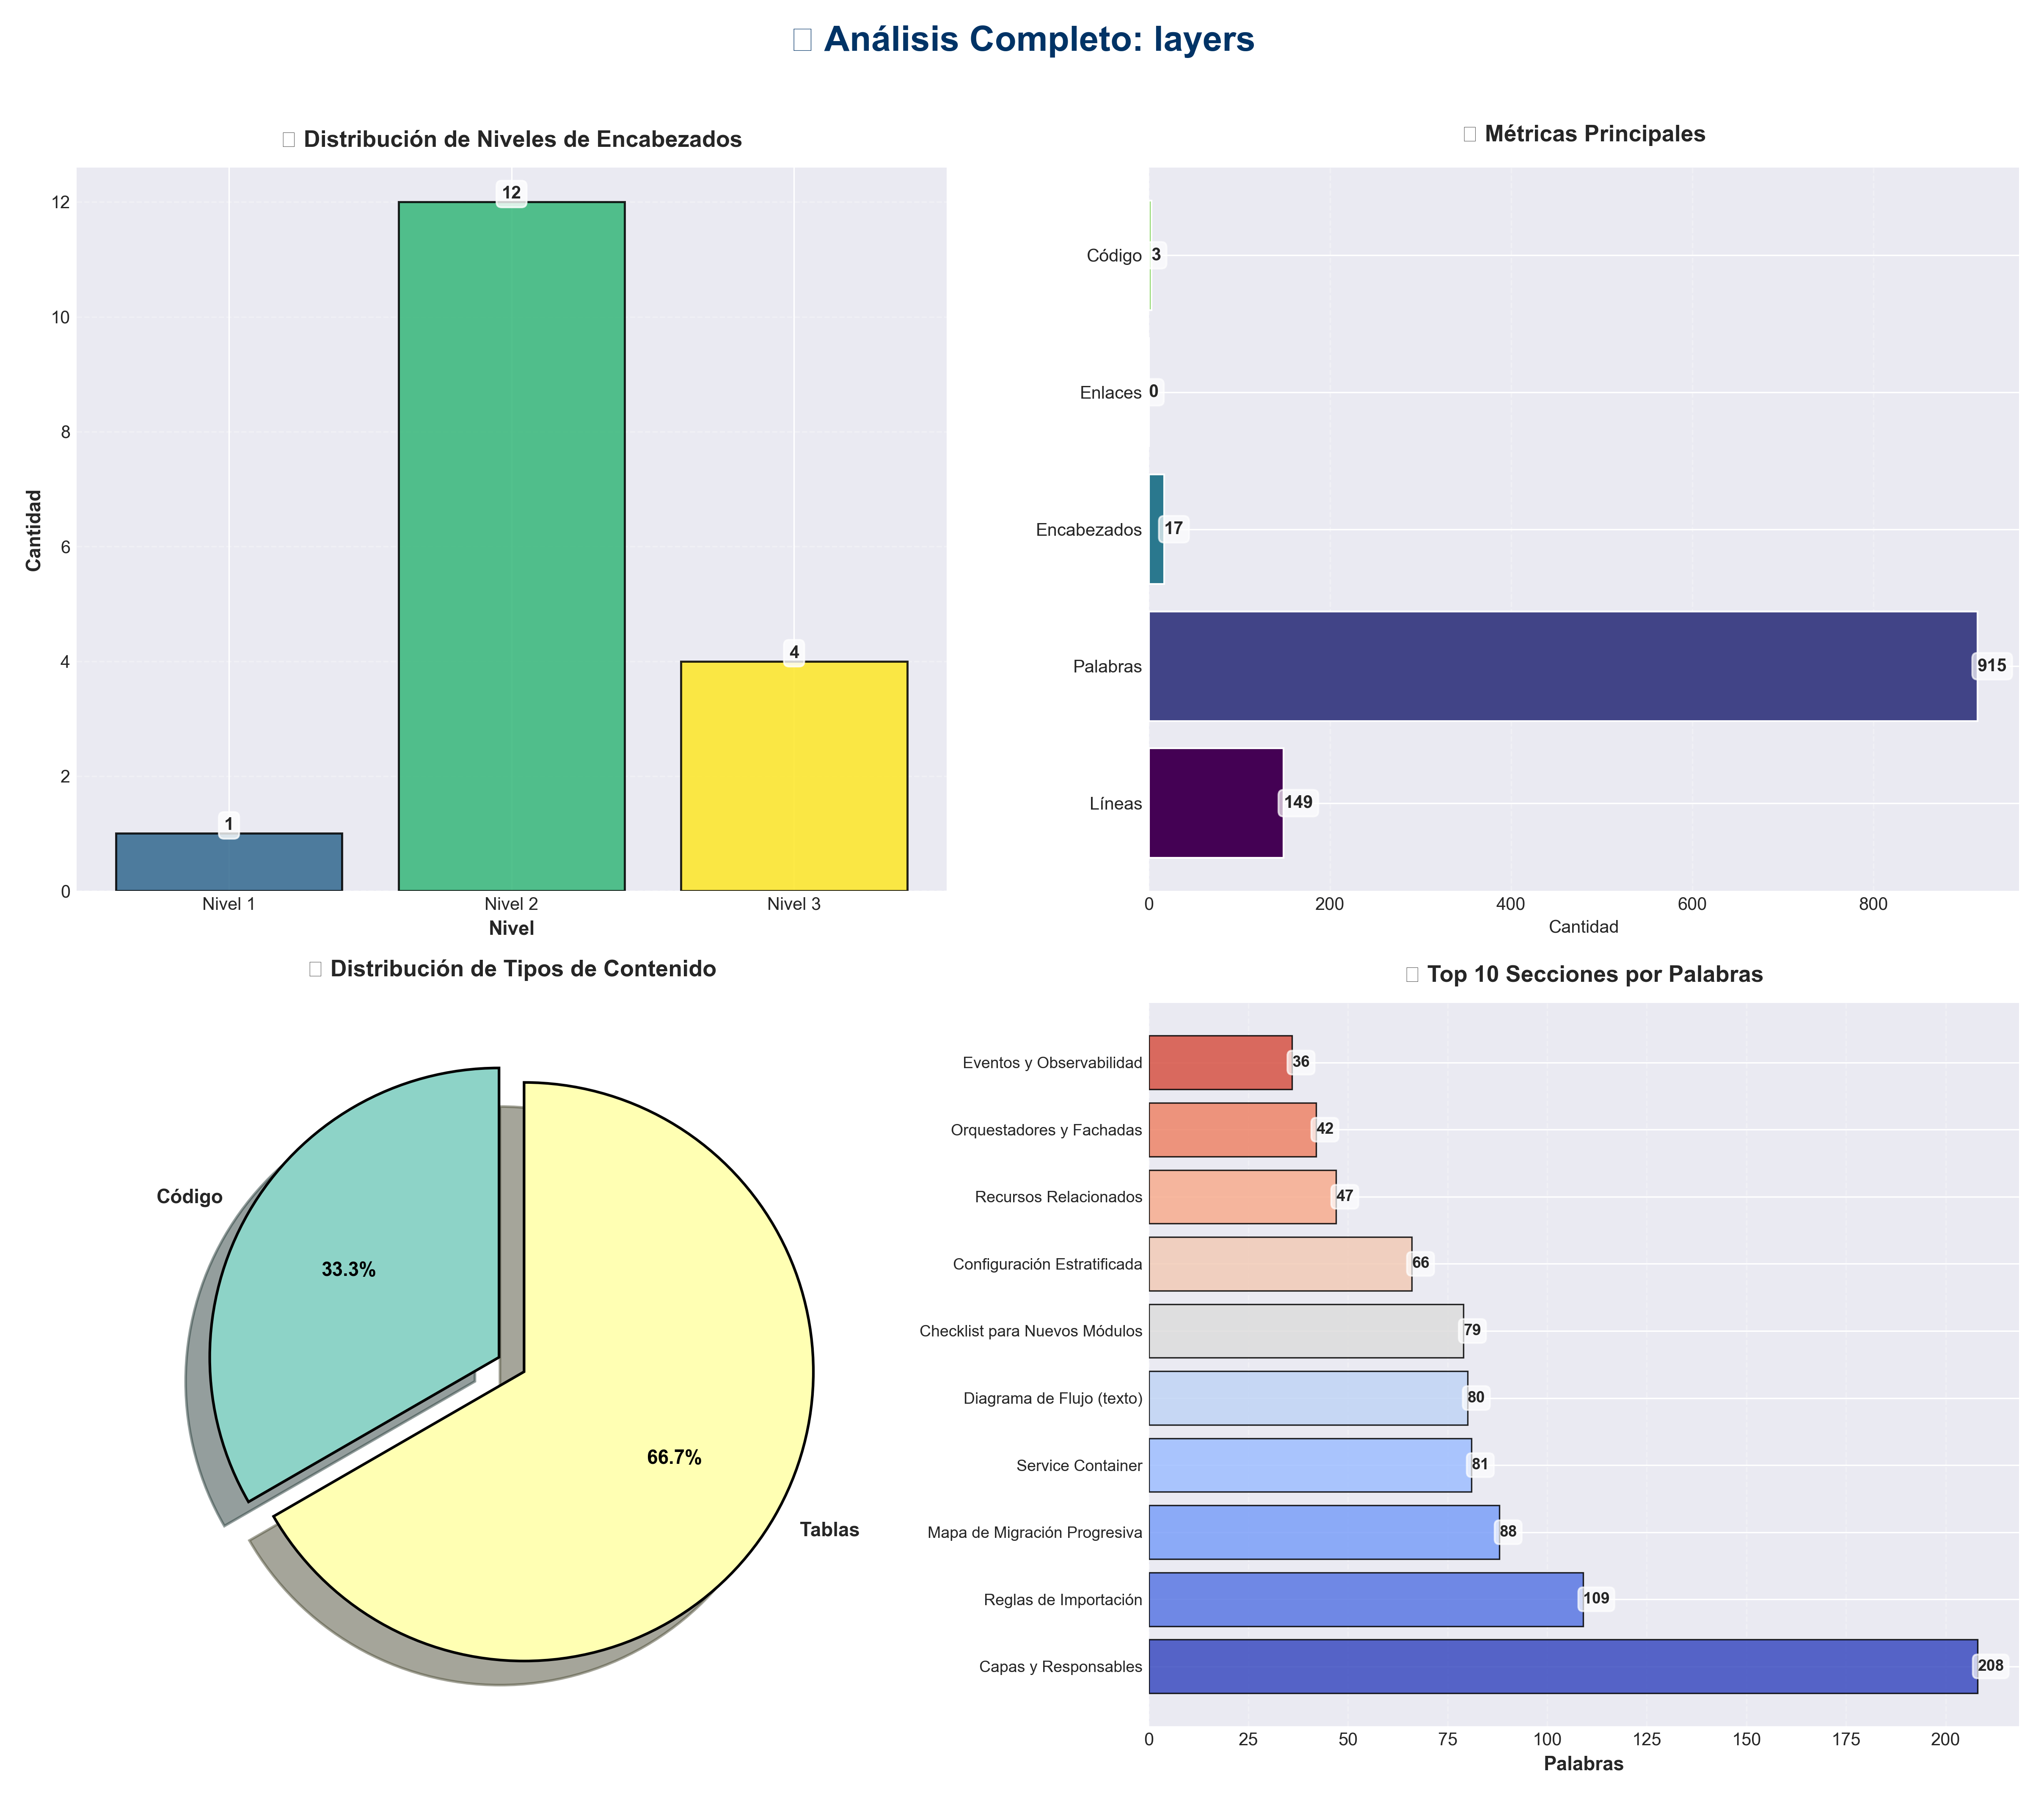 Análisis Completo: layers
Distribución de Niveles de Encabezados
12
10
8
6
4
2
0
Cantidad
1
12
4
Nivel 1
Nivel 2
Nivel 3
Nivel
Métricas Principales
Código
3
Enlaces
0
Encabezados
17
Palabras
915
Líneas
149
0
200
400
600
800
Cantidad
Distribución de Tipos de Contenido
Código
33.3%
66.7%
Tablas
Top 10 Secciones por Palabras
Eventos y Observabilidad
36
Orquestadores y Fachadas
42
Recursos Relacionados
47
Configuración Estratificada
66
Checklist para Nuevos Módulos
79
Diagrama de Flujo (texto)
80
Service Container
81
Mapa de Migración Progresiva
88
Reglas de Importación
109
Capas y Responsables
208
0
25
50
75
100
125
150
175
200
Palabras